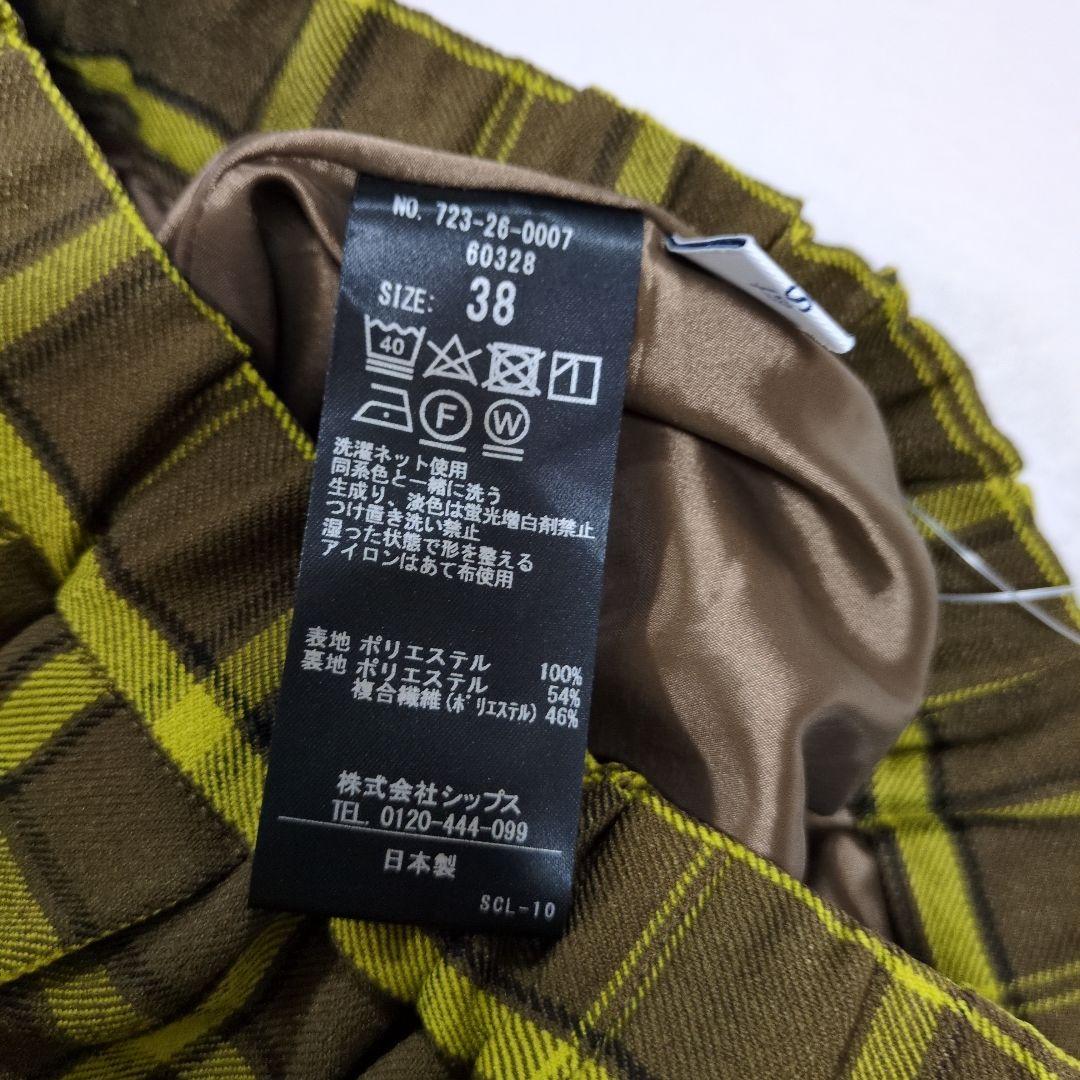 NO. 723-26-0007
60328
SIZE: 38
40
F W
洗濯ネット使用
同系色と一緒に洗う
生成り、淡色は蛍光増白剤禁止
つけ置き洗い禁止
湿った状態で形を整える
アイロンはあて布使用
表地 ポリエステル 100%
裏地 ポリエステル 54%
複合繊維(ポリエステル) 46%
株式会社シップス
TEL. 0120-444-099
日本製
SCL-10